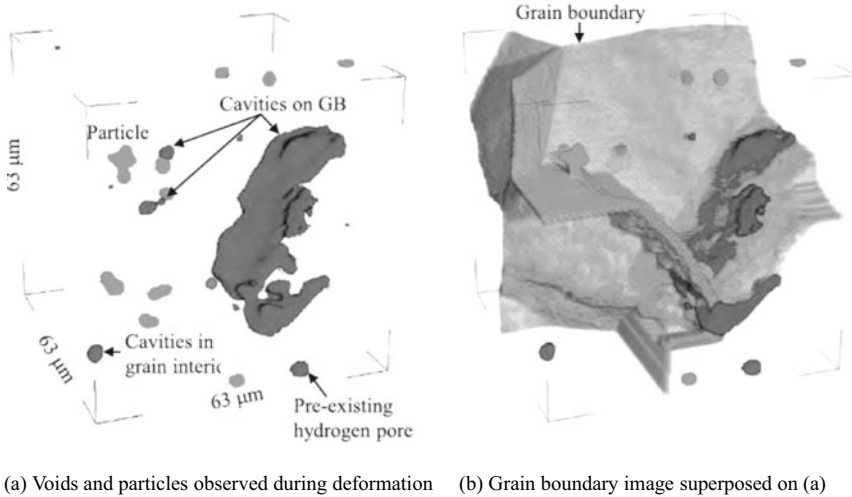 Grain boundary
Cavities on GB
Particle
63 μm
63 μm
Cavities in
grain interic
63 μm
Pre-existing
hydrogen pore
(a) Voids and particles observed during deformation
(b) Grain boundary image superposed on (a)